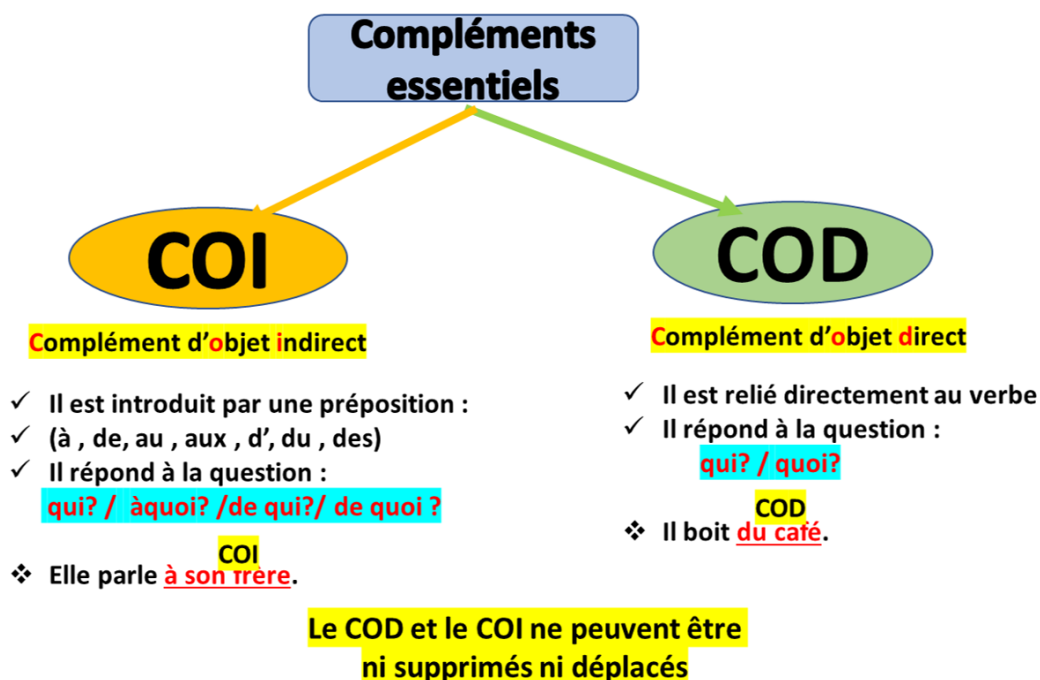 Compléments
essentiels
COI
Complément d'objet indirect
✓ Il est introduit par une préposition :
✓ (à , de, au , aux , d', du , des)
✓ Il répond à la question :
qui? / àquoi? /de qui?/ de quoi ?
COI
❖ Elle parle à son frère.
COD
Complément d'objet direct
✓ Il est relié directement au verbe
✓ Il répond à la question :
qui? / quoi?
COD
❖ Il boit du café.
Le COD et le COI ne peuvent être
ni supprimés ni déplacés